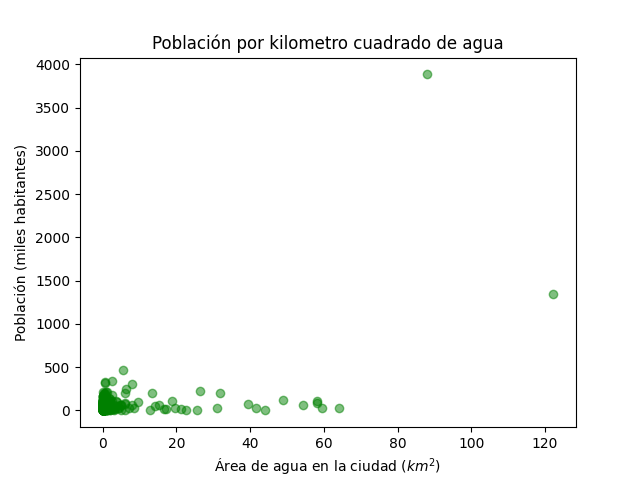 Población por kilometro cuadrado de agua
Población (miles habitantes)
4000
3500
3000
2500
2000
1500
1000
500
0
0 20 40 60 80 100 120
Área de agua en la ciudad (km²)